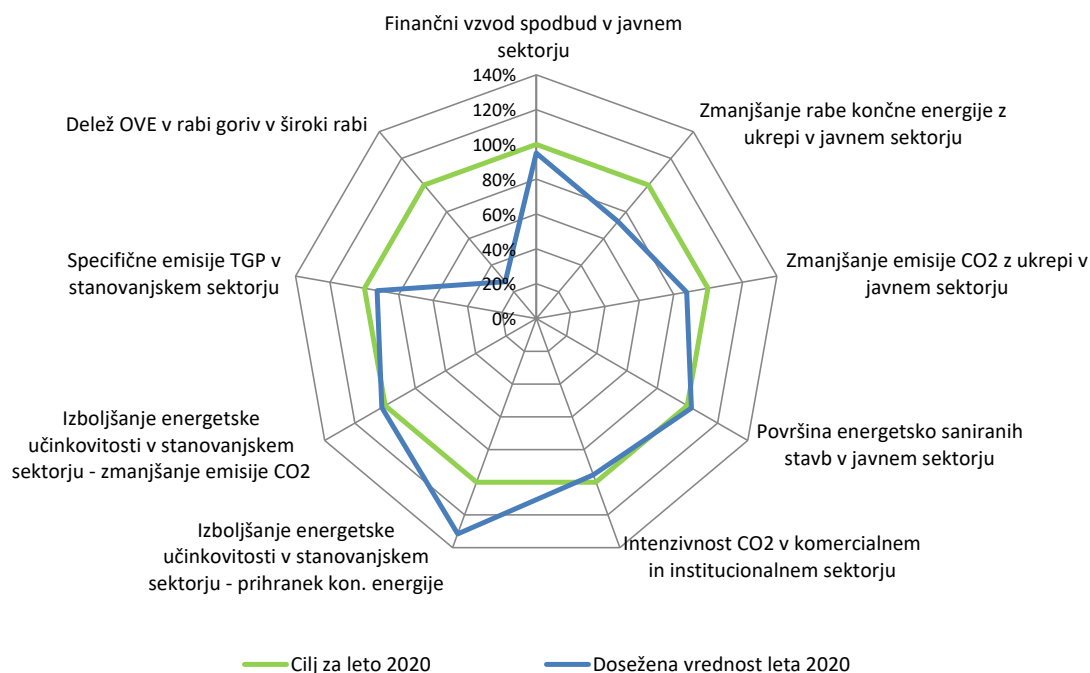 Finančni vzvod spodbud v javnem
sektorju
140%
120%
100%
80%
60%
40%
20%
0%
Zmanjšanje rabe končne energije z
ukrepi v javnem sektorju
Zmanjšanje emisije CO2 z ukrepi v
javnem sektorju
Površina energetsko saniranih
stavb v javnem sektorju
Intenzivnost CO2 v komercialnem
in institucionalnem sektorju
Izboljšanje energetske
učinkovitosti v stanovanjskem
sektorju - prihranek kon. energije
Izboljšanje energetske
učinkovitosti v stanovanjskem
sektorju - zmanjšanje emisije CO2
Specifične emisije TGP v
stanovanjskem sektorju
Delež OVE v rabi goriv v široki rabi
Cilj za leto 2020
Dosežena vrednost leta 2020